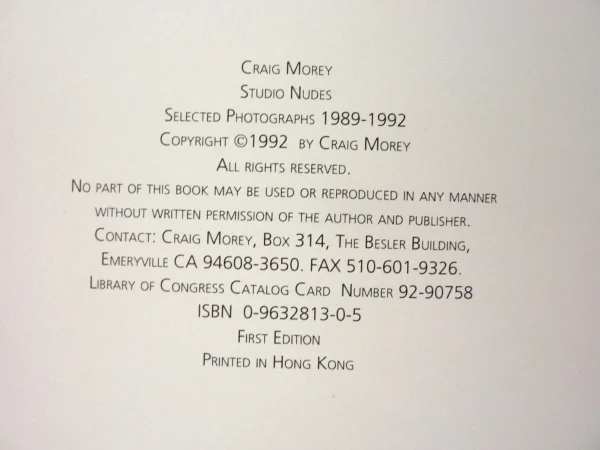 Craig Morey
Studio Nudes
Selected Photographs 1989-1992
Copyright ©1992 by Craig Morey
All rights reserved.
No part of this book may be used or reproduced in any manner
without written permission of the author and publisher.
Contact: Craig Morey, Box 314, The Besler Building,
Emeryville CA 94608-3650. FAX 510-601-9326.
Library of Congress Catalog Card Number 92-90758
ISBN 0-9632813-0-5
First Edition
Printed in Hong Kong